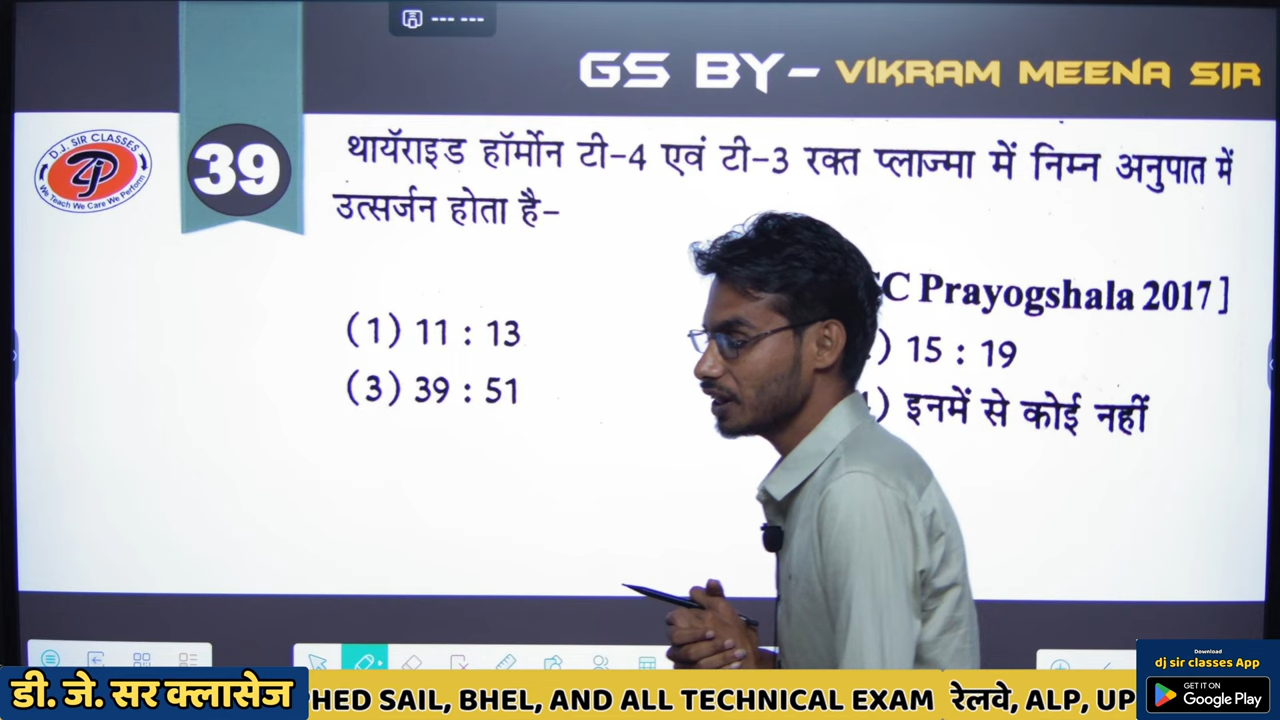 --- ---
GS BY- VIKRAM MEENA SIR
D.J. SIR CLASSES
We Teach We Care We Perform
39
थायॅराइड हॉर्मोन टी-4 एवं टी-3 रक्त प्लाज्मा में निम्न अनुपात में
उत्सर्जन होता है-
Prayogshala 2017]
(1) 11 : 13
) 15 : 19
(3) 39 : 51
) इनमें से कोई नहीं
डी. जे. सर क्लासेज
SAIL, BHEL, AND ALL TECHNICAL EXAM रेलवे, ALP, UP
Download
dj sir classes App
GET IT ON
Google Play